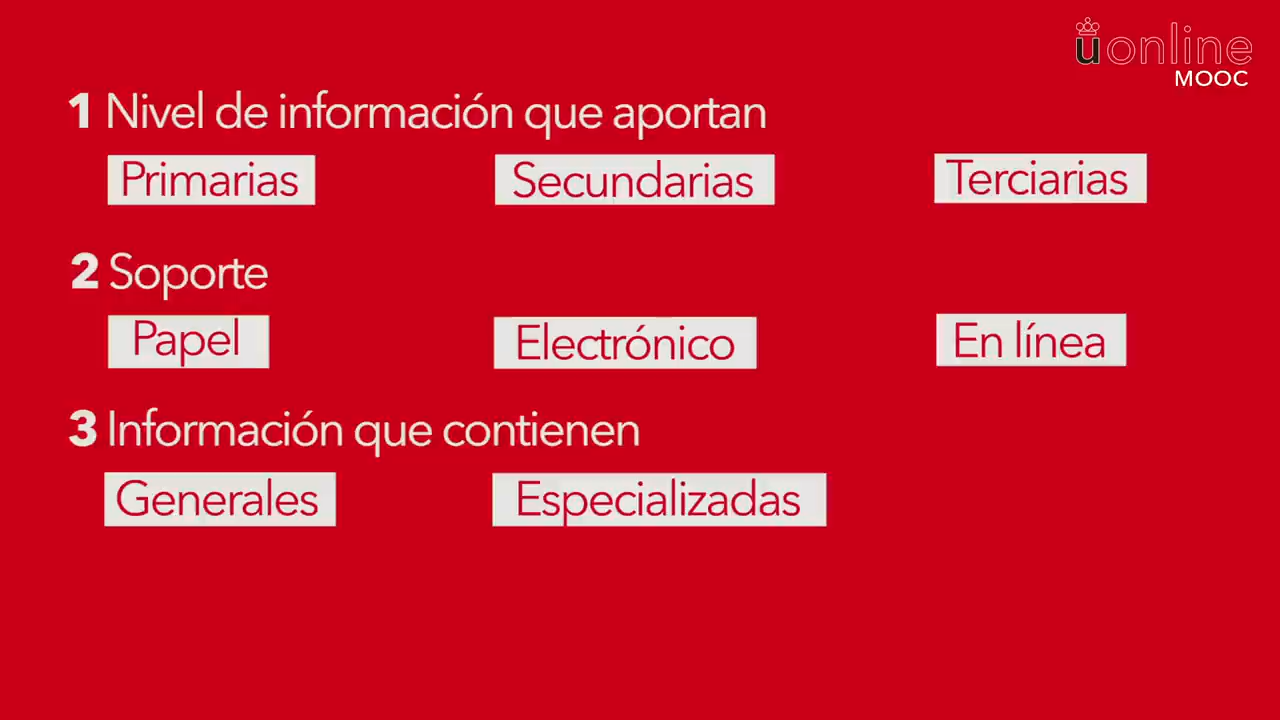 uonline
MOOC
1 Nivel de información que aportan
Primarias Secundarias Terciarias
2 Soporte
Papel Electrónico En línea
3 Información que contienen
Generales Especializadas